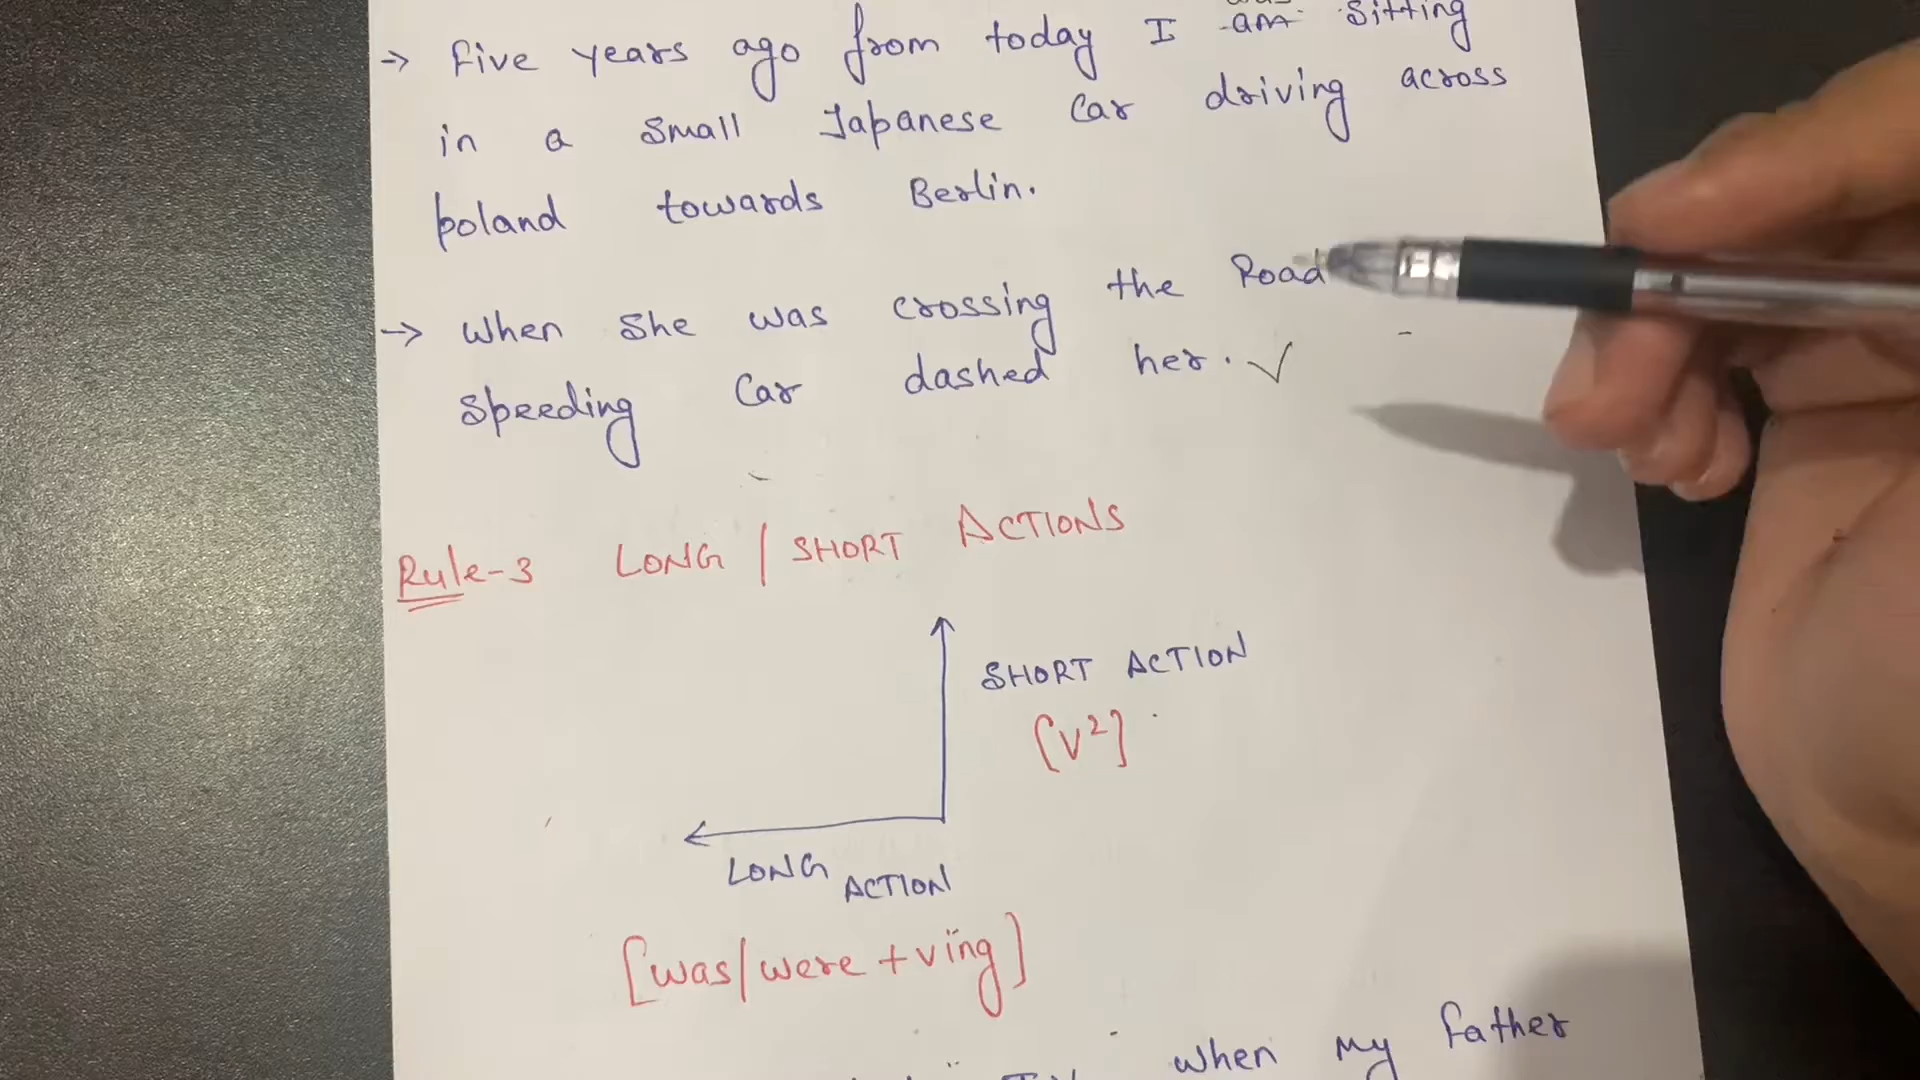 → Five years ago from today I am sitting
in a small Japanese Car driving across
poland towards Berlin.
→ When She was crossing the Road
speeding Car dashed her. ✓
Rule-3 LONG / SHORT ACTIONS
SHORT ACTION
[V²]
LONG ACTION
[was/were + ving]
when my father